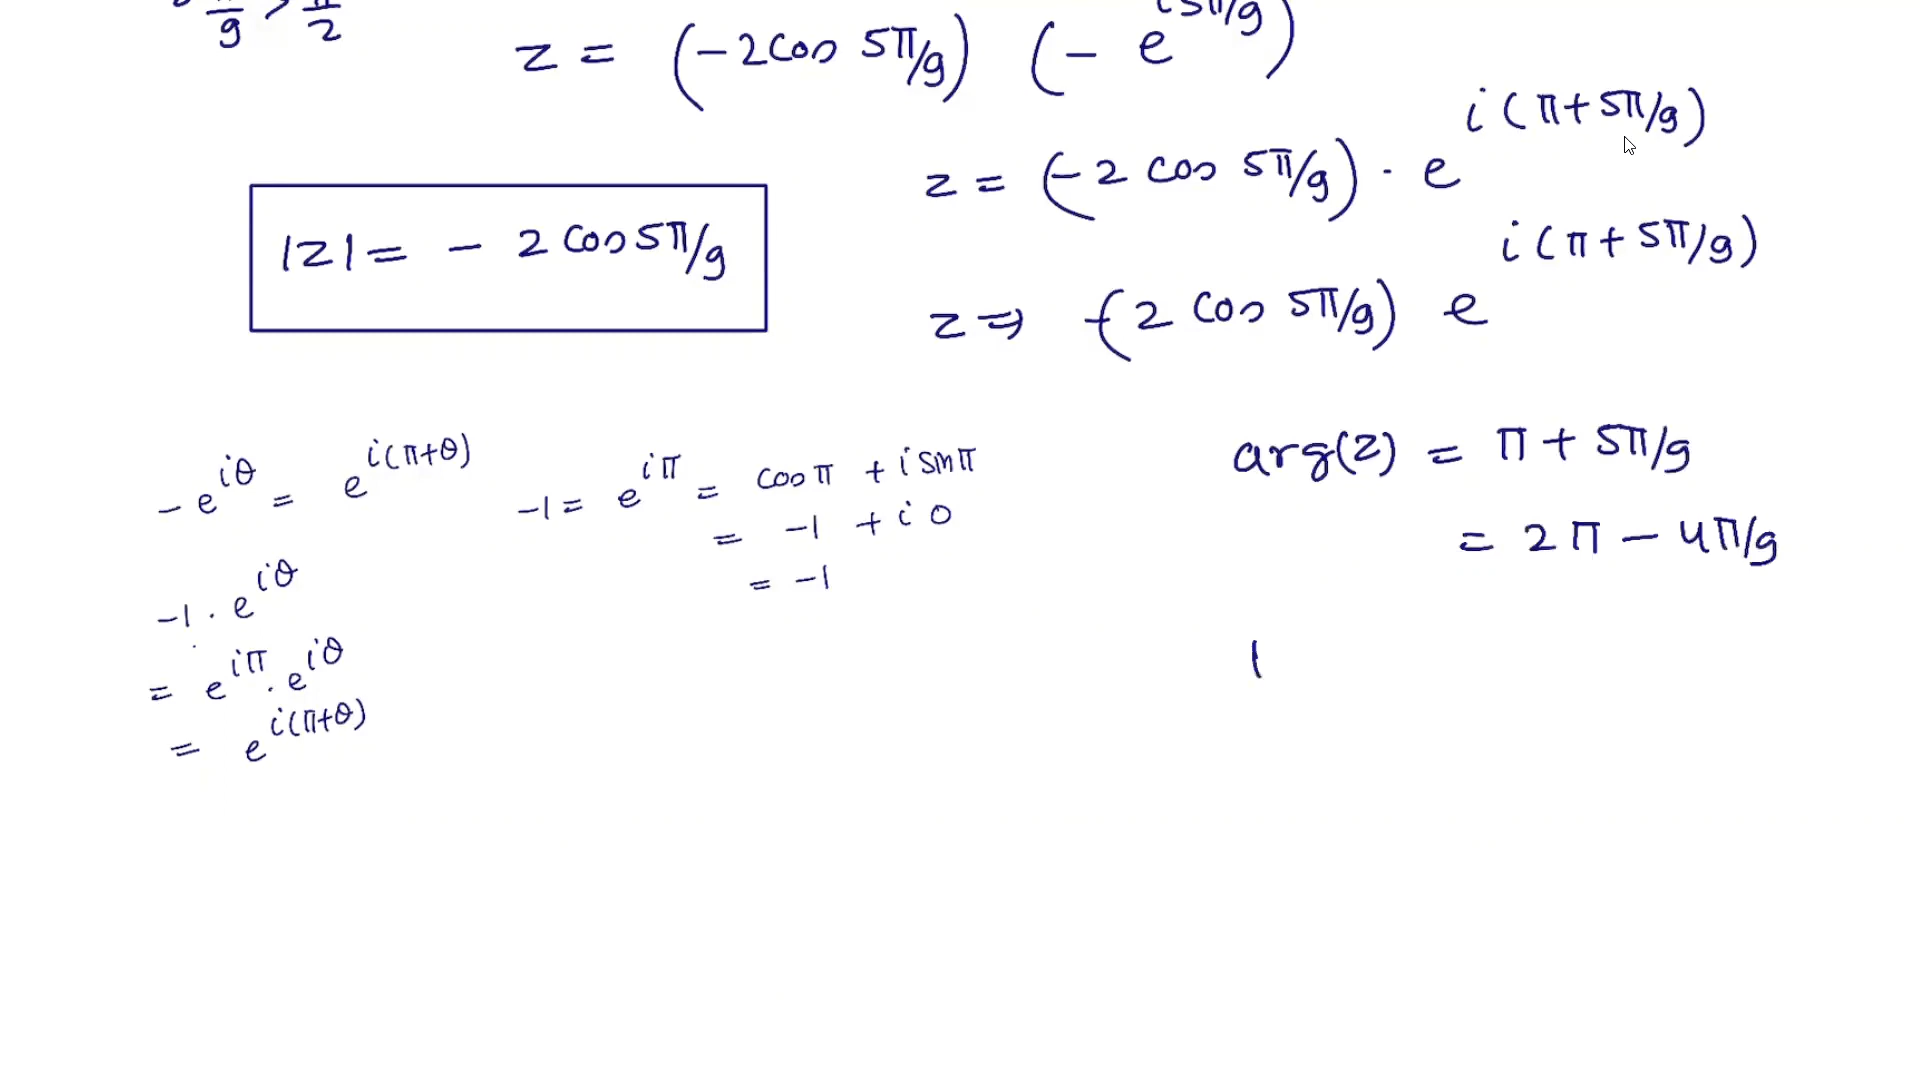 π/9 > π/2
z = (-2cos 5π/9) (- e^{i5π/9})
z = (-2 cos 5π/9) · e^{i(π+5π/9)}
|z| = - 2 cos 5π/9
z ⇒ -(2 cos 5π/9) e^{i(π+5π/9)}
arg(z) = π + 5π/9
= 2π - 4π/9
-e^{iθ} = e^{i(π+θ)}
-1 · e^{iθ}
= e^{iπ} · e^{iθ}
= e^{i(π+θ)}
-1 = e^{iπ} = cos π + i sin π
= -1 + i 0
= -1